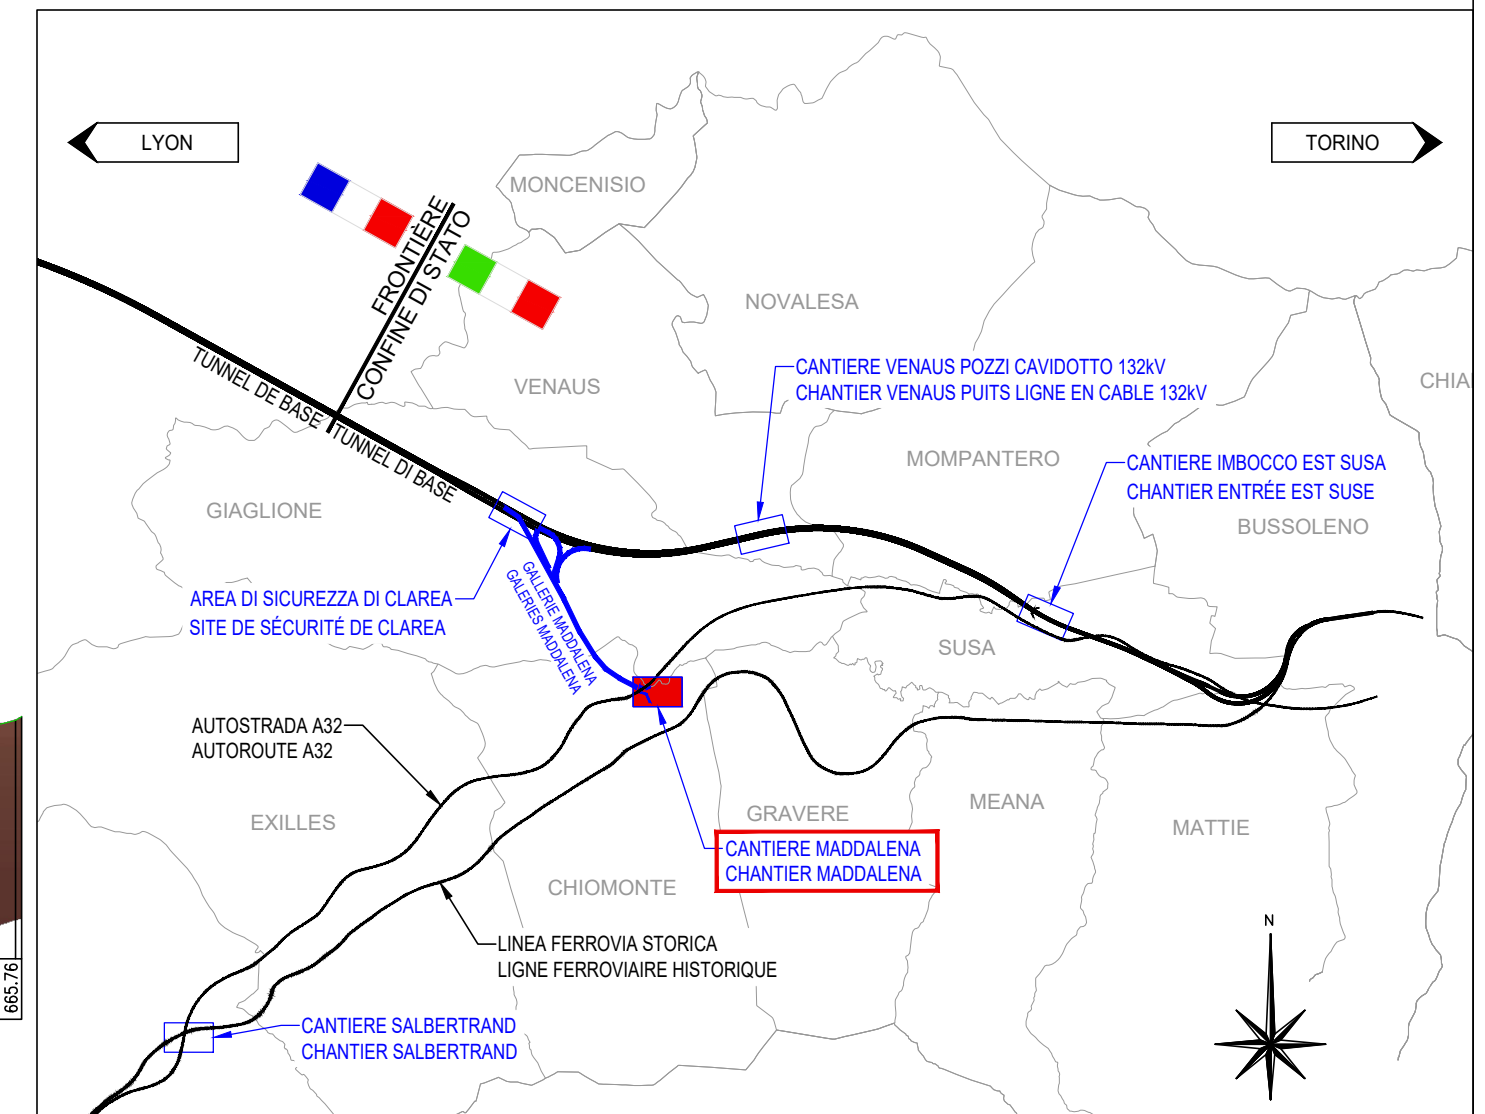 LYON
TORINO
MONCENISIO
FRONTIÈRE
CONFINE DI STATO
NOVALESA
TUNNEL DE BASE
TUNNEL DI BASE
VENAUS
CANTIERE VENAUS POZZI CAVIDOTTO 132kV
CHANTIER VENAUS PUITS LIGNE EN CABLE 132kV
CHIA
MOMPANTERO
CANTIERE IMBOCCO EST SUSA
CHANTIER ENTRÉE EST SUSE
GIAGLIONE
BUSSOLENO
AREA DI SICUREZZA DI CLAREA
SITE DE SÉCURITÉ DE CLAREA
GALLERIE MADDALENA
GALERIES MADDALENA
SUSA
AUTOSTRADA A32
AUTOROUTE A32
EXILLES
GRAVERE
MEANA
MATTIE
CANTIERE MADDALENA
CHANTIER MADDALENA
CHIOMONTE
LINEA FERROVIA STORICA
LIGNE FERROVIAIRE HISTORIQUE
N
665.76
CANTIERE SALBERTRAND
CHANTIER SALBERTRAND